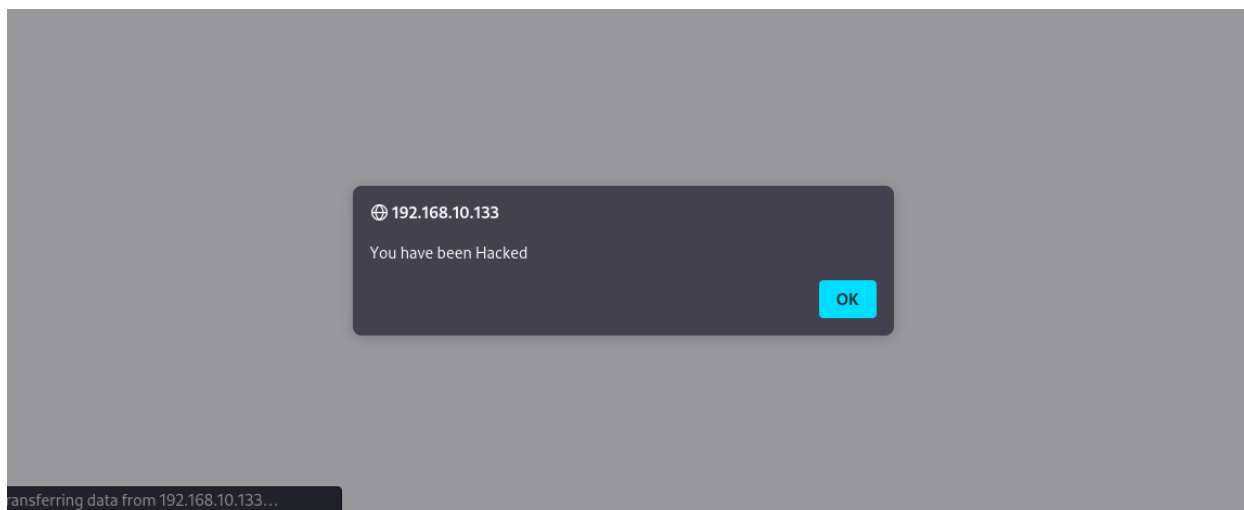 192.168.10.133
You have been Hacked
OK
ransferring data from 192.168.10.133...